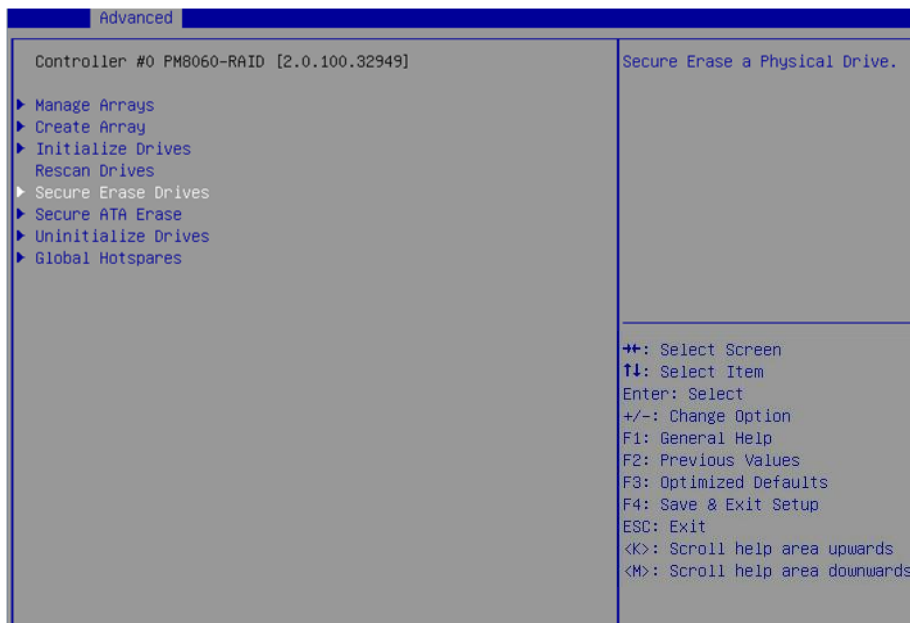 Advanced
Controller #0 PM8060-RAID [2.0.100.32949]
Manage Arrays
Create Array
Initialize Drives
Rescan Drives
Secure Erase Drives
Secure ATA Erase
Uninitialize Drives
Global Hotspares
Secure Erase a Physical Drive.
→←: Select Screen
↑↓: Select Item
Enter: Select
+/-: Change Option
F1: General Help
F2: Previous Values
F3: Optimized Defaults
F4: Save & Exit Setup
ESC: Exit
<K>: Scroll help area upwards
<M>: Scroll help area downwards